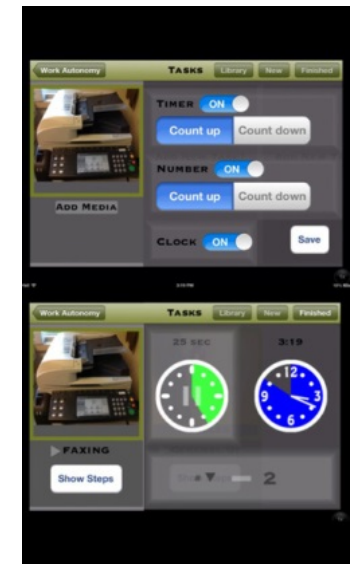 Work Autonomy TASKS Library New Finished
TIMER ON
Count up Count down
NUMBER ON
Count up Count down
ADD MEDIA
CLOCK ON Save
Work Autonomy TASKS Library New Finished
25 SEC 3:19
12
9 3
6
FAXING
Show Steps
2